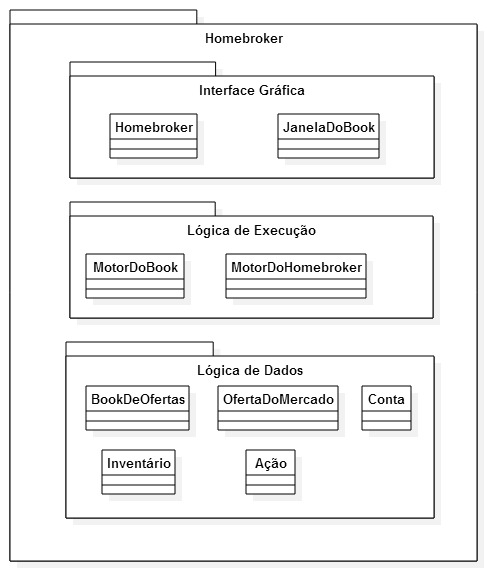 Homebroker
Interface Gráfica
Homebroker JanelaDoBook
Lógica de Execução
MotorDoBook MotorDoHomebroker
Lógica de Dados
BookDeOfertas OfertaDoMercado Conta
Inventário Ação